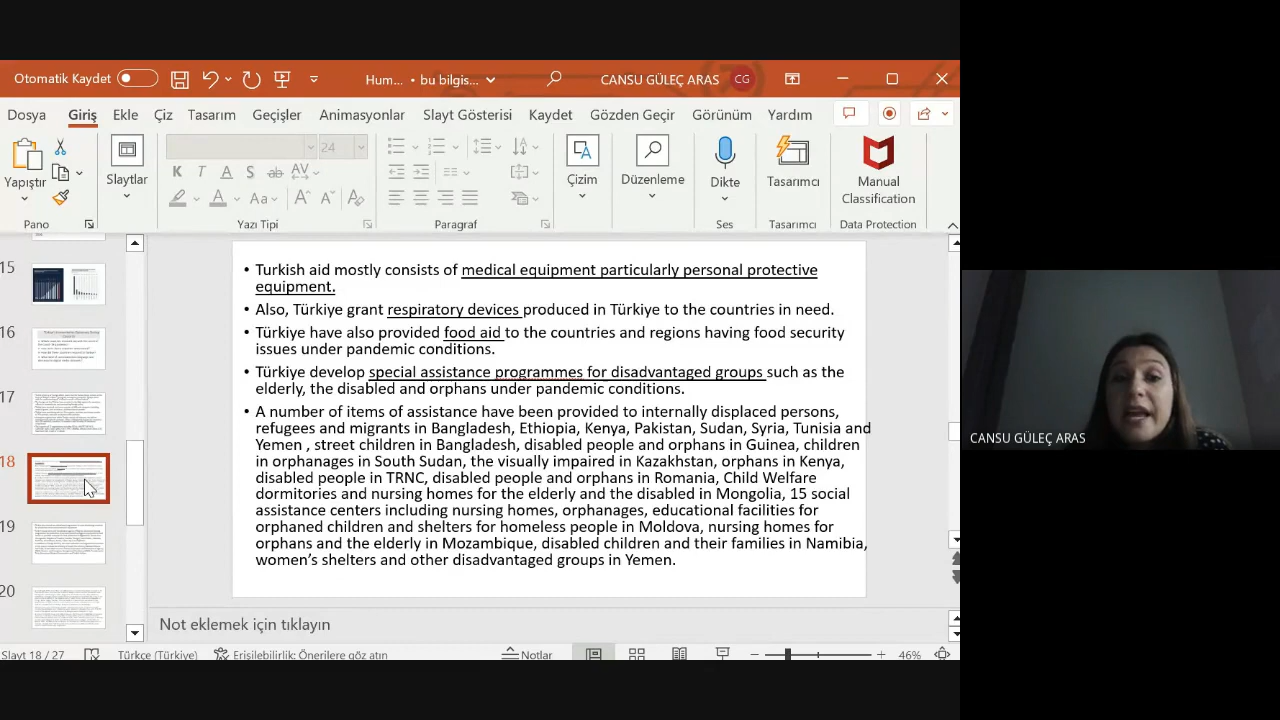 Otomatik Kaydet
Hum... • bu bilgis...
CANSU GÜLEÇ ARAS
CG
Dosya Giriş Ekle Çiz Tasarım Geçişler Animasyonlar Slayt Gösterisi Kaydet Gözden Geçir Görünüm Yardım
24
K T A S ab AV
A Aa A A A
Yapıştır
Slaytlar
Çizim
Düzenleme
Dikte
Tasarımcı
Manual
Classification
Pano
Yazı Tipi
Paragraf
Ses
Tasarımcı
Data Protection
15
16
17
18
19
20
• Turkish aid mostly consists of medical equipment particularly personal protective
equipment.
• Also, Türkiye grant respiratory devices produced in Türkiye to the countries in need.
• Türkiye have also provided food aid to the countries and regions having food security
issues under pandemic conditions.
• Türkiye develop special assistance programmes for disadvantaged groups such as the
elderly, the disabled and orphans under pandemic conditions.
• A number items of assistance have been provided to internally displaced persons,
refugees and migrants in Bangladesh, Ethiopia, Kenya, Pakistan, Sudan, Syria, Tunisia and
Yemen , street children in Bangladesh, disabled people and orphans in Guinea, children
in orphanages in South Sudan, the visually impaired in Kazakhstan, orphans in Kenya,
disabled people in TRNC, disabled people and orphans in Romania, Child Welfare
dormitories and nursing homes for the elderly and the disabled in Mongolia, 15 social
assistance centers including nursing homes, orphanages, educational facilities for
orphaned children and shelters for homeless people in Moldova, nursing homes for
orphans and the elderly in Mozambique, disabled children and their families in Namibia,
women's shelters and other disadvantaged groups in Yemen.
CANSU GÜLEÇ ARAS
Not eklemek için tıklayın
Slayt 18 / 27
Türkçe (Türkiye)
Erişilebilirlik: Önerilere göz atın
Notlar
46%